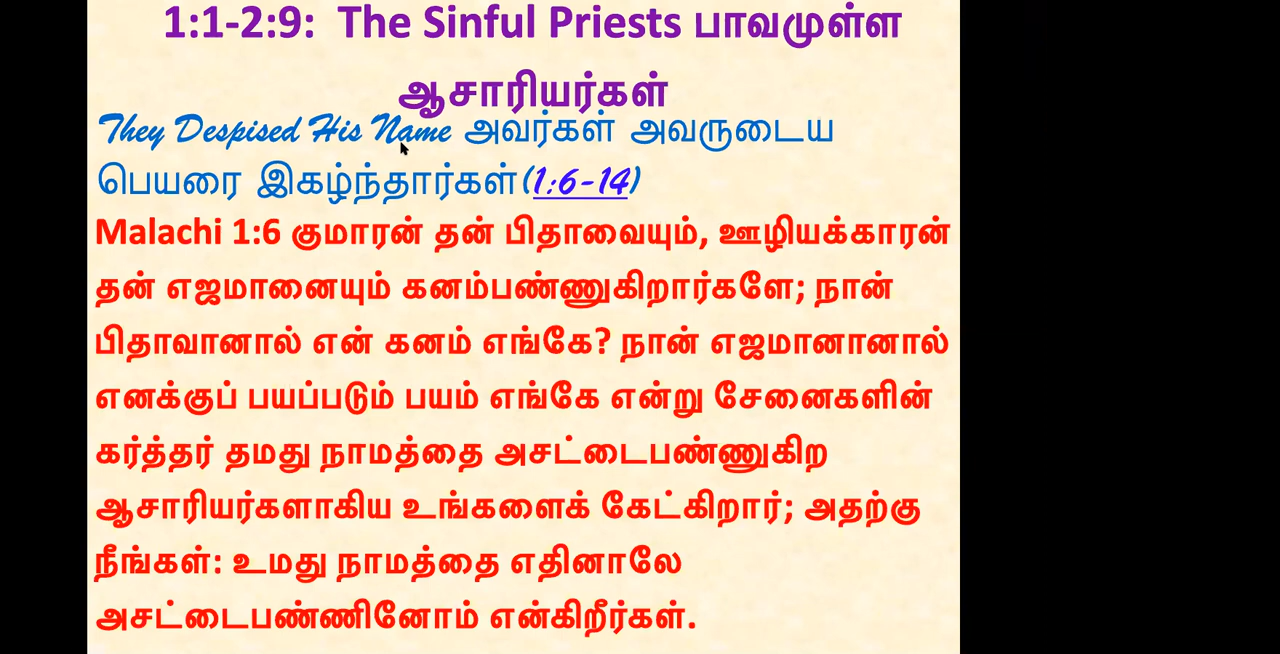 1:1-2:9: The Sinful Priests பாவமுள்ள
ஆசாரியர்கள்
They Despised His Name அவர்கள் அவருடைய
பெயரை இகழ்ந்தார்கள்(1:6-14)
Malachi 1:6 குமாரன் தன் பிதாவையும், ஊழியக்காரன்
தன் எஜமானையும் கனம்பண்ணுகிறார்களே; நான்
பிதாவானால் என் கனம் எங்கே? நான் எஜமானானால்
எனக்குப் பயப்படும் பயம் எங்கே என்று சேனைகளின்
கர்த்தர் தமது நாமத்தை அசட்டைபண்ணுகிற
ஆசாரியர்களாகிய உங்களைக் கேட்கிறார்; அதற்கு
நீங்கள்: உமது நாமத்தை எதினாலே
அசட்டைபண்ணினோம் என்கிறீர்கள்.